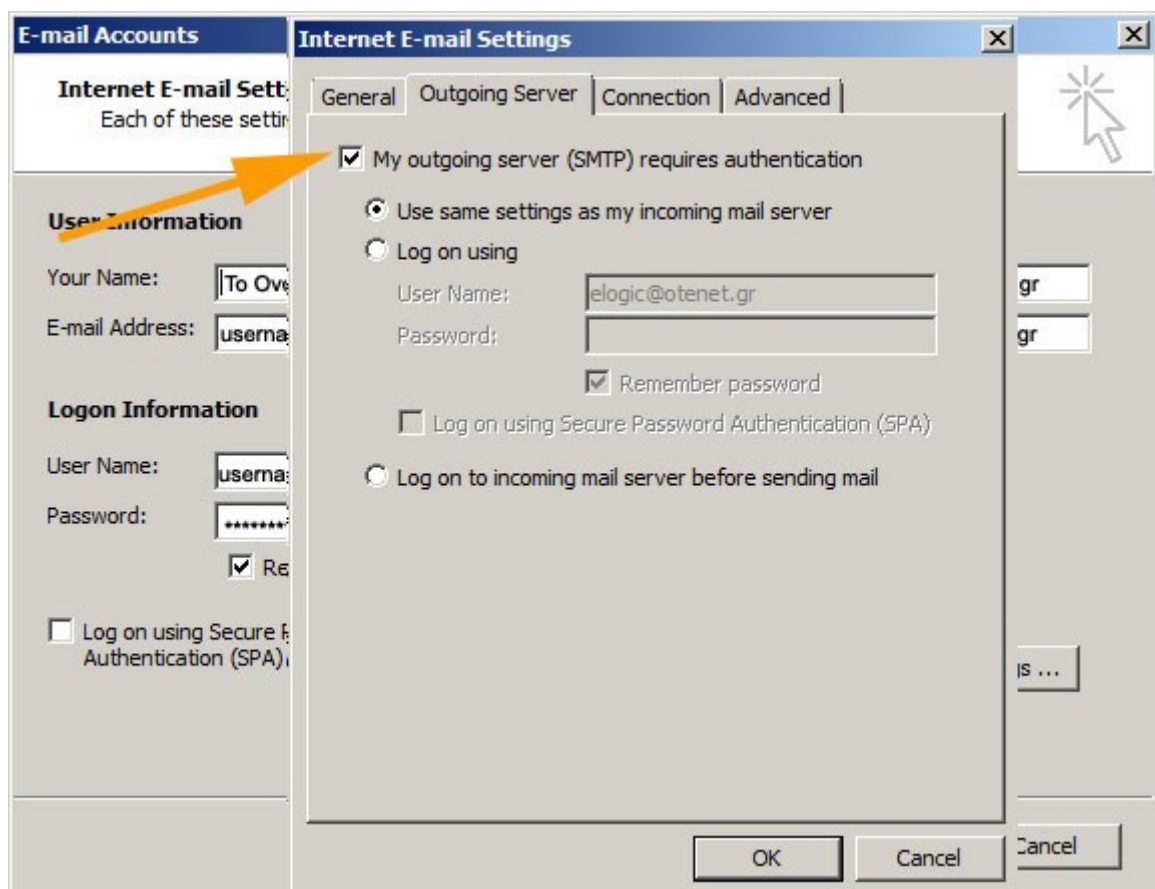 E-mail Accounts
Internet E-mail Sett
Each of these settin
User Information
Your Name:
To Ove
E-mail Address:
userna
Logon Information
User Name:
userna
Password:
*******
Re
Log on using Secure
Authentication (SPA)
Internet E-mail Settings
General
Outgoing Server
Connection
Advanced
My outgoing server (SMTP) requires authentication
Use same settings as my incoming mail server
Log on using
User Name:
elogic@otenet.gr
Password:
Remember password
Log on using Secure Password Authentication (SPA)
Log on to incoming mail server before sending mail
OK
Cancel
gr
gr
gs ...
Cancel